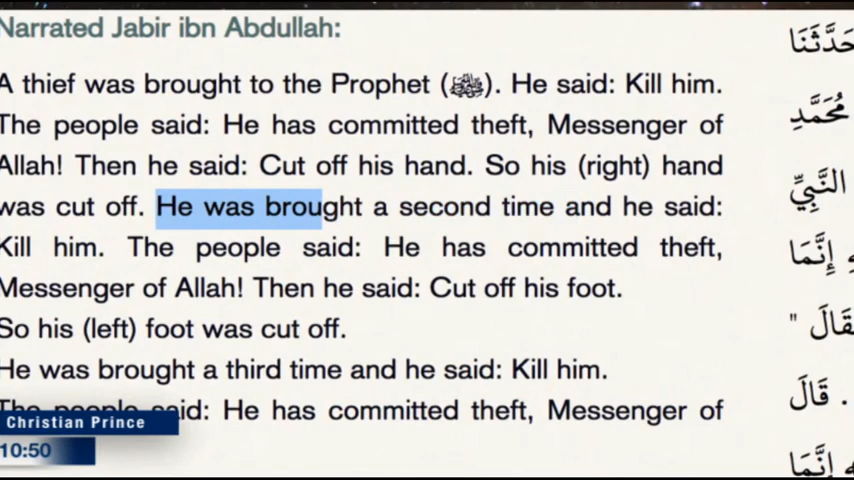 Narrated Jabir ibn Abdullah:
A thief was brought to the Prophet (ﷺ). He said: Kill him.
The people said: He has committed theft, Messenger of
Allah! Then he said: Cut off his hand. So his (right) hand
was cut off. He was brought a second time and he said:
Kill him. The people said: He has committed theft,
Messenger of Allah! Then he said: Cut off his foot.
So his (left) foot was cut off.
He was brought a third time and he said: Kill him.
The people said: He has committed theft, Messenger of
Christian Prince
10:50
حَدَّثَنَا
مُحَمَّدِ
النَّبِيِّ
إِنَّمَا
فَقَالَ "
. قَالَ
إِنَّمَا